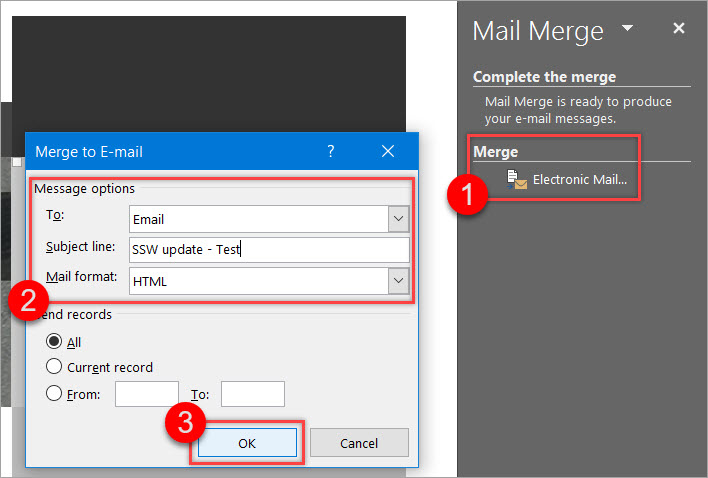 Mail Merge
Complete the merge
Mail Merge is ready to produce
your e-mail messages.
Merge
1
Electronic Mail...
Merge to E-mail
?
Message options
To:
Email
Subject line:
SSW update - Test
Mail format:
HTML
2
end records
All
Current record
From:
To:
3
OK
Cancel